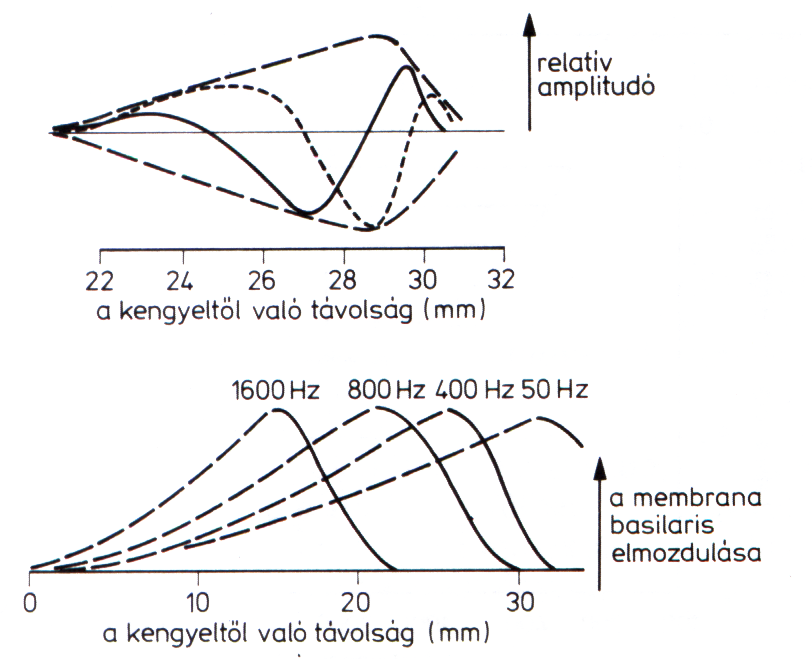 relatív
amplitudó
22 24 26 28 30 32
a kengyeltől való távolság (mm)
1600 Hz 800 Hz 400 Hz 50 Hz
a membrana
basilaris
elmozdulása
0 10 20 30
a kengyeltől való távolság (mm)